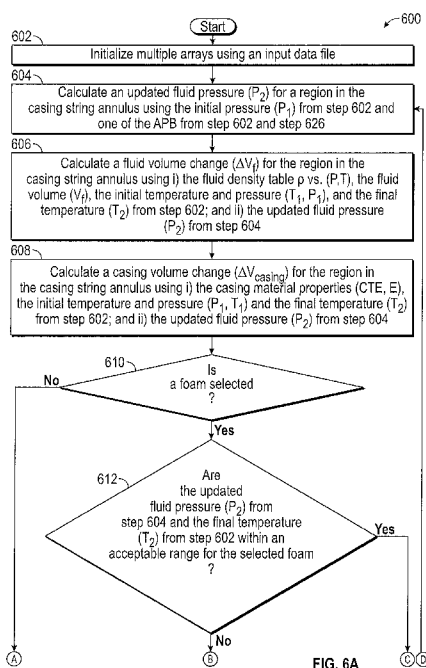 600
Start
602
Initialize multiple arrays using an input data file
604
Calculate an updated fluid pressure (P₂) for a region in the
casing string annulus using the initial pressure (P₁) from step 602 and
one of the APB from step 602 and step 626
606
Calculate a fluid volume change (ΔVf) for the region in the
casing string annulus using i) the fluid density table ρ vs. (P,T), the fluid
volume (Vf), the initial temperature and pressure (T₁, P₁), and the final
temperature (T₂) from step 602; and ii) the updated fluid pressure
(P₂) from step 604
608
Calculate a casing volume change (ΔVcasing) for the region in
the casing string annulus using i) the casing material properties (CTE, E),
the initial temperature and pressure (P₁, T₁) and the final temperature (T₂)
from step 602; and ii) the updated fluid pressure (P₂) from step 604
610
Is
a foam selected
?
No
Yes
612
Are
the updated
fluid pressure (P₂) from
step 604 and the final temperature
(T₂) from step 602 within an
acceptable range for the selected foam
?
Yes
No
A
B
C
D
FIG. 6A